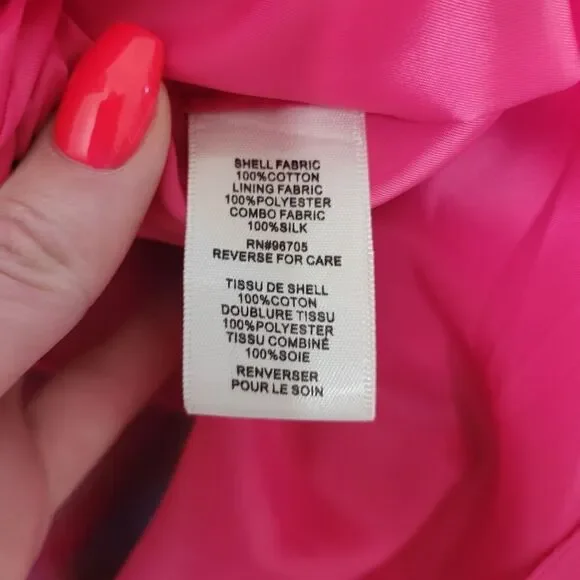 SHELL FABRIC
100%COTTON
LINING FABRIC
100%POLYESTER
COMBO FABRIC
100%SILK
RN#96705
REVERSE FOR CARE
TISSU DE SHELL
100%COTON
DOUBLURE TISSU
100%POLYESTER
TISSU COMBINÉ
100%SOIE
RENVERSER
POUR LE SOIN